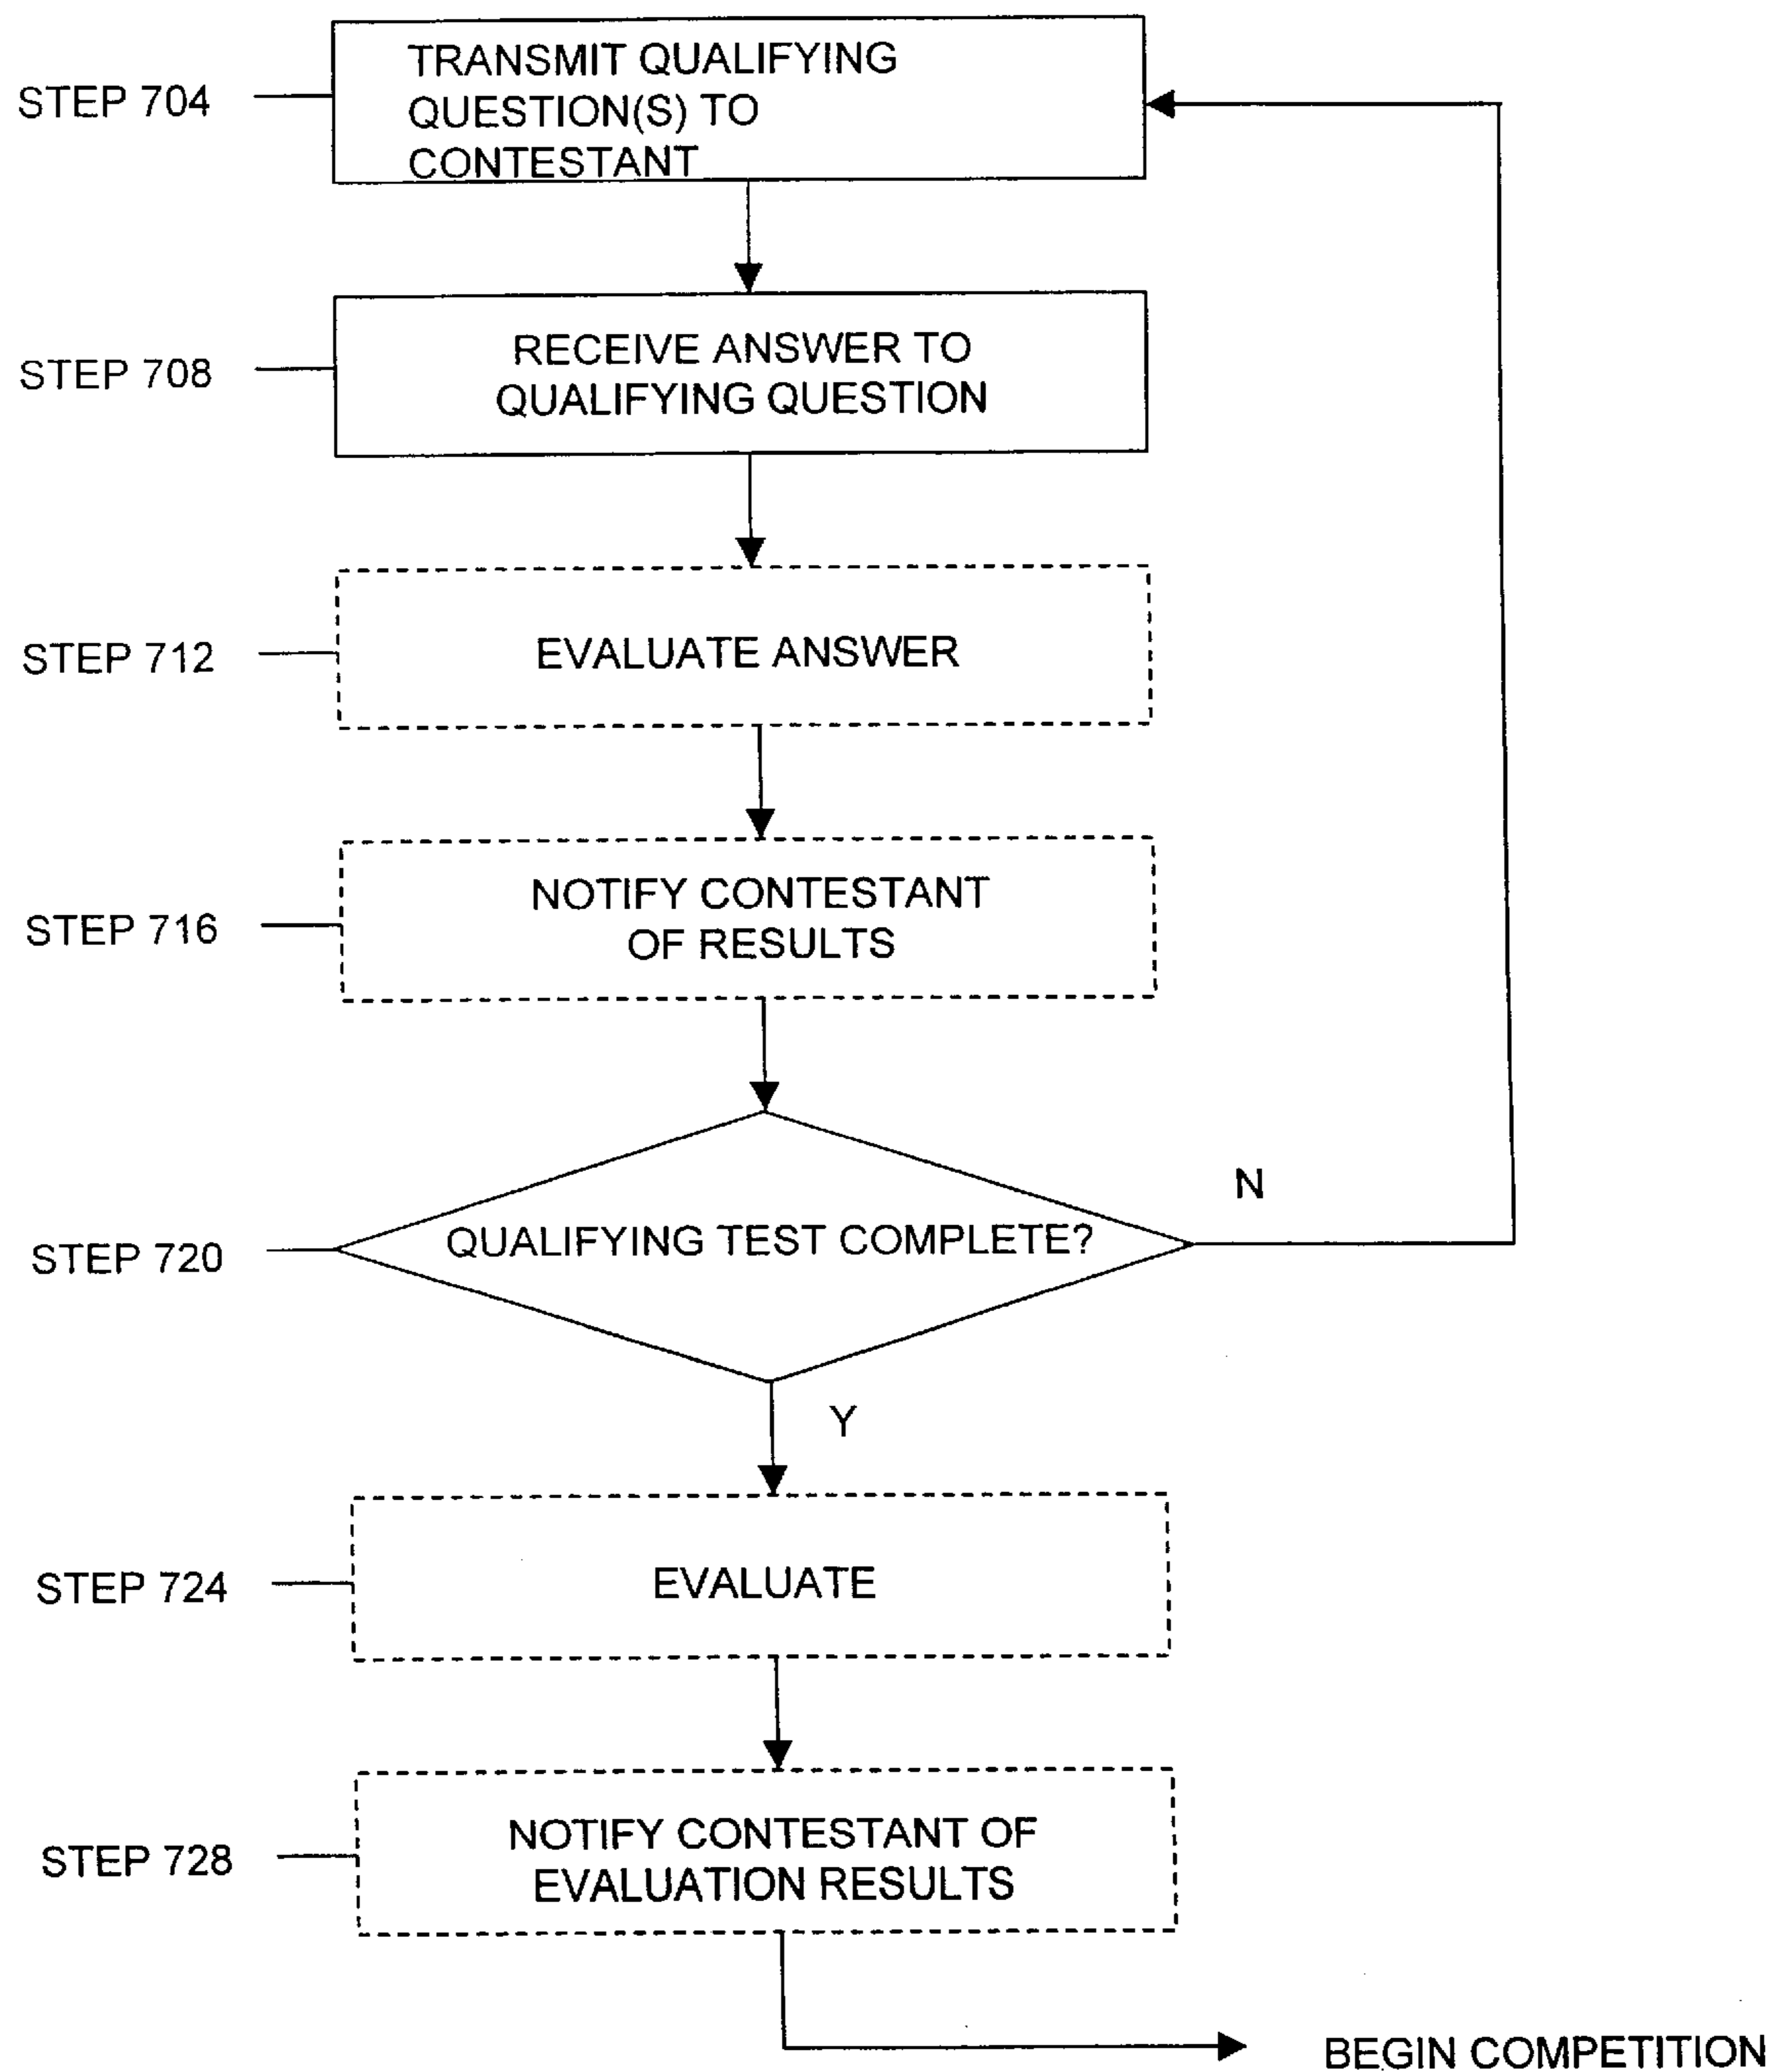 TRANSMIT QUALIFYING
QUESTION(S) TO
CONTESTANT
STEP 704
RECEIVE ANSWER TO
QUALIFYING QUESTION
STEP 708
EVALUATE ANSWER
STEP 712
NOTIFY CONTESTANT
OF RESULTS
STEP 716
N
QUALIFYING TEST COMPLETE?
STEP 720
Y
EVALUATE
STEP 724
NOTIFY CONTESTANT OF
EVALUATION RESULTS
STEP 728
BEGIN COMPETITION